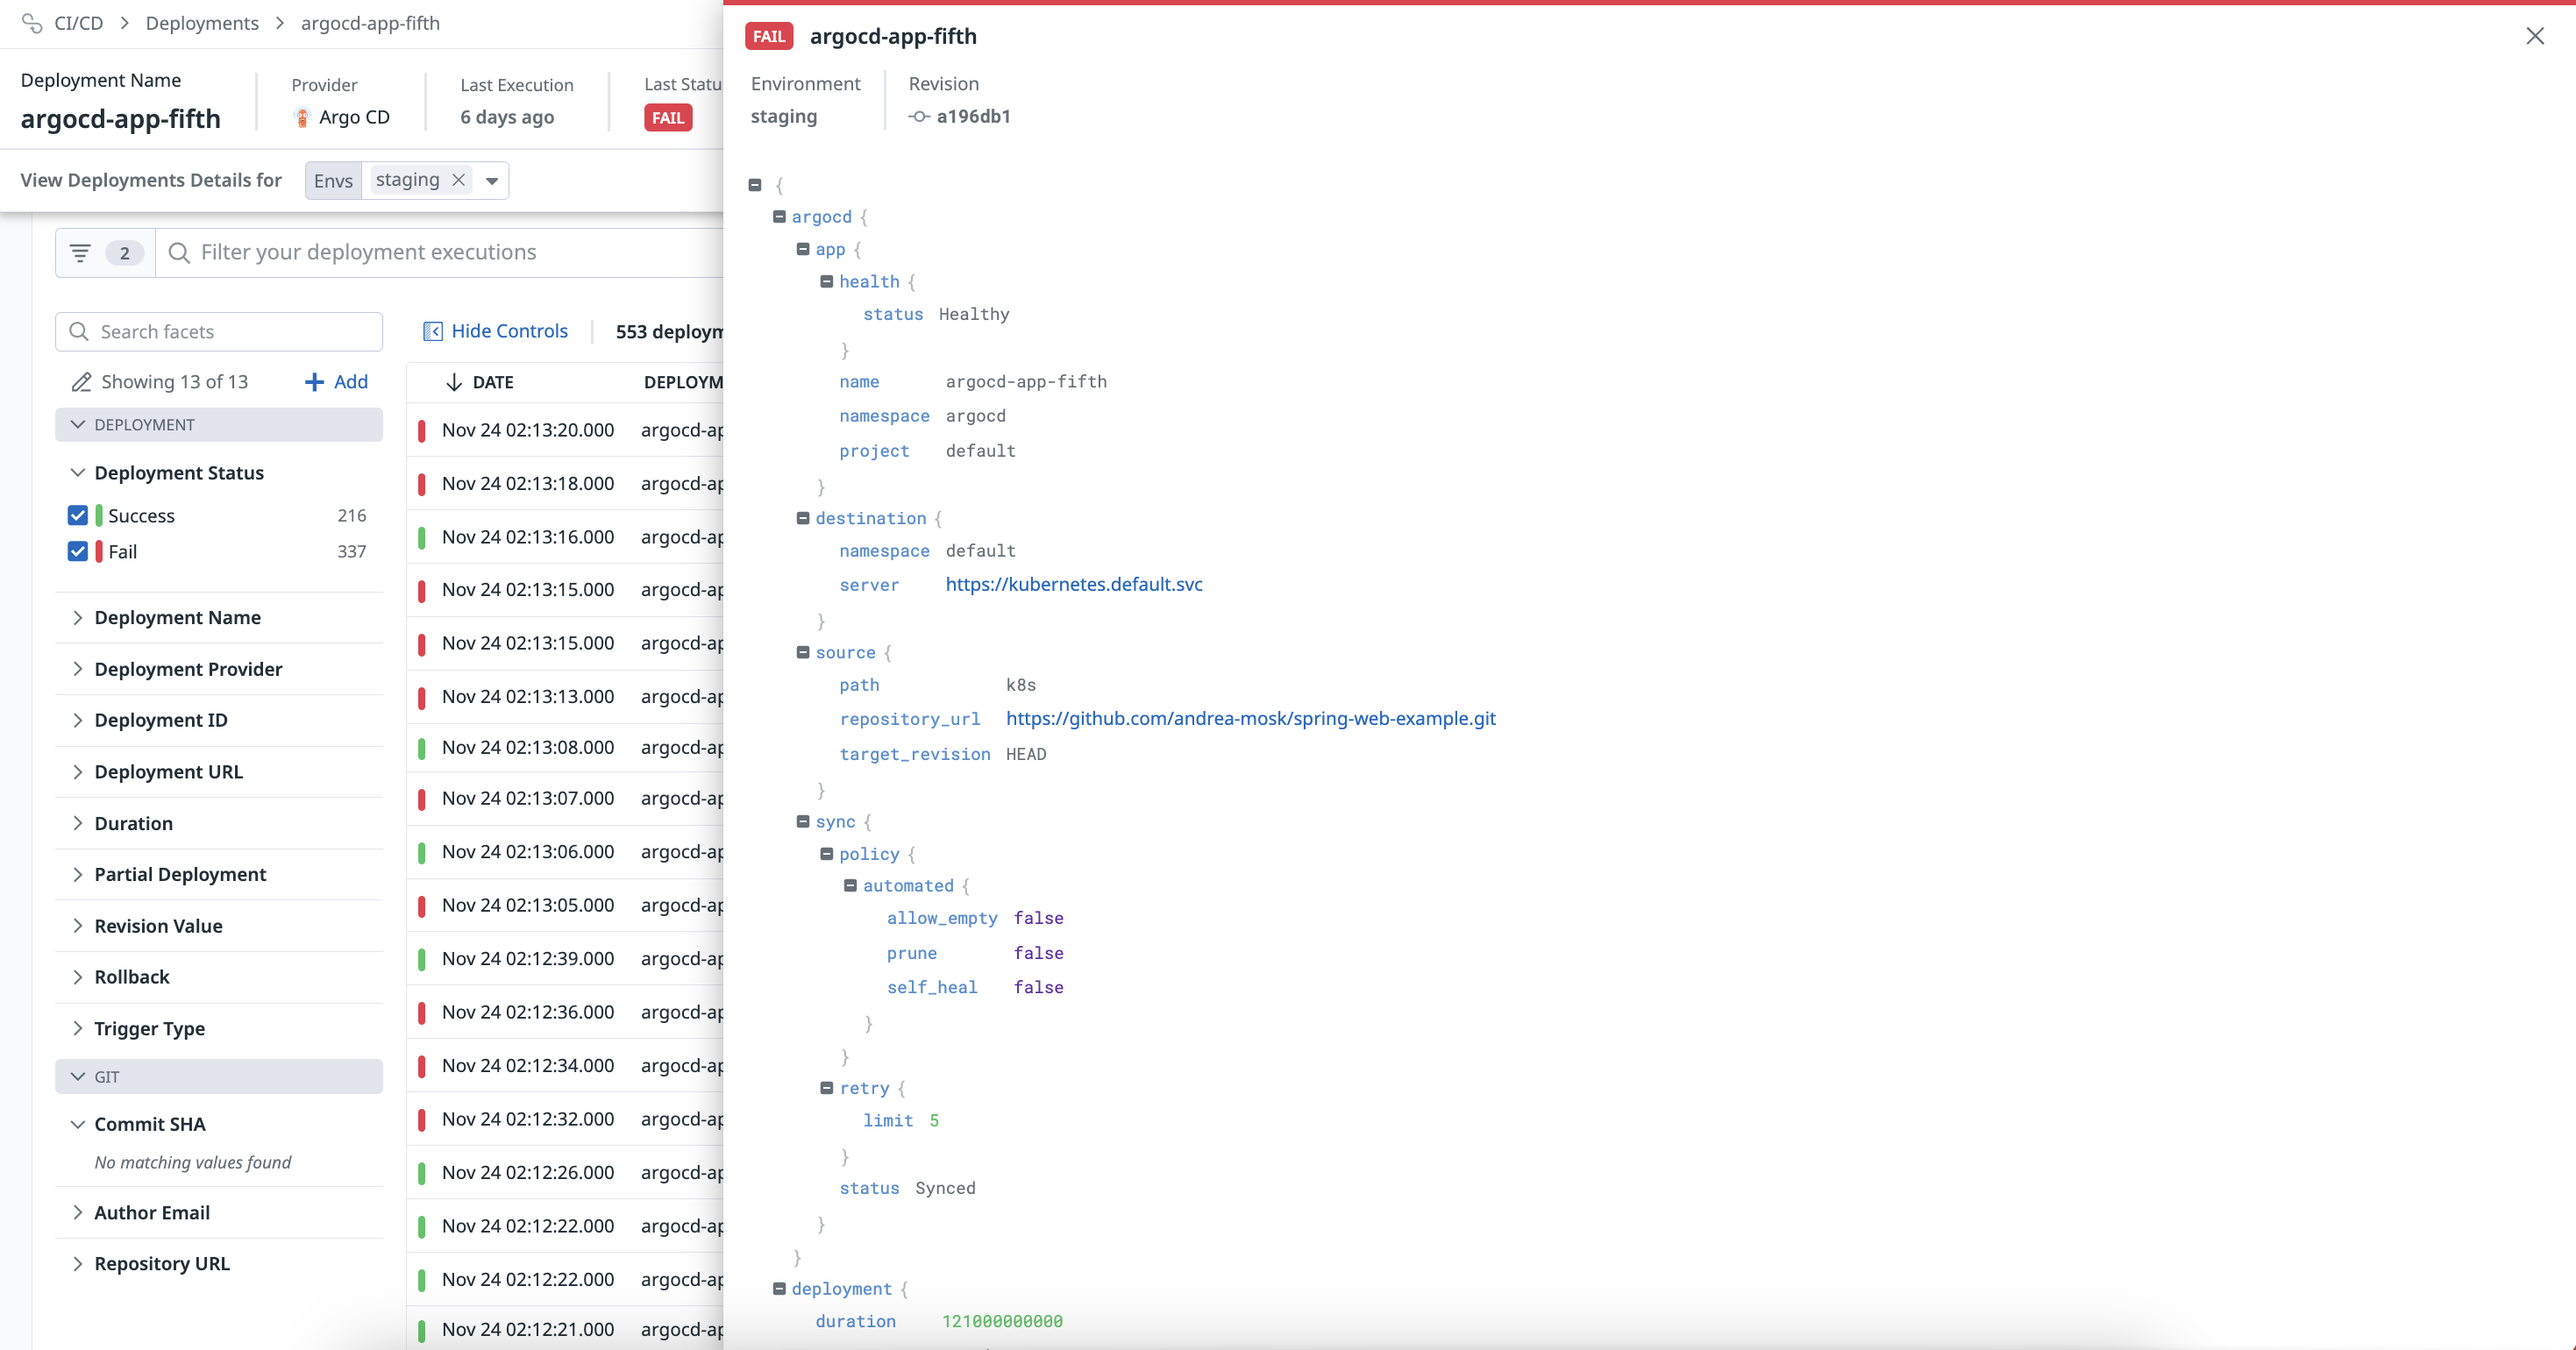 CI/CD > Deployments > argocd-app-fifth
Deployment Name
argocd-app-fifth
Provider
Argo CD
Last Execution
6 days ago
Last Statu
FAIL
View Deployments Details for
Envs staging
2 Filter your deployment executions
Search facets
Showing 13 of 13 Add
DEPLOYMENT
Deployment Status
Success 216
Fail 337
Deployment Name
Deployment Provider
Deployment ID
Deployment URL
Duration
Partial Deployment
Revision Value
Rollback
Trigger Type
GIT
Commit SHA
No matching values found
Author Email
Repository URL
Hide Controls 553 deploym
DATE DEPLOYM
Nov 24 02:13:20.000 argocd-ap
Nov 24 02:13:18.000 argocd-ap
Nov 24 02:13:16.000 argocd-ap
Nov 24 02:13:15.000 argocd-ap
Nov 24 02:13:15.000 argocd-ap
Nov 24 02:13:13.000 argocd-ap
Nov 24 02:13:08.000 argocd-ap
Nov 24 02:13:07.000 argocd-ap
Nov 24 02:13:06.000 argocd-ap
Nov 24 02:13:05.000 argocd-ap
Nov 24 02:12:39.000 argocd-ap
Nov 24 02:12:36.000 argocd-ap
Nov 24 02:12:34.000 argocd-ap
Nov 24 02:12:32.000 argocd-ap
Nov 24 02:12:26.000 argocd-ap
Nov 24 02:12:22.000 argocd-ap
Nov 24 02:12:22.000 argocd-ap
Nov 24 02:12:21.000 argocd-ap
FAIL argocd-app-fifth
Environment
staging
Revision
a196db1
{
argocd {
app {
health {
status Healthy
}
name argocd-app-fifth
namespace argocd
project default
}
destination {
namespace default
server https://kubernetes.default.svc
}
source {
path k8s
repository_url https://github.com/andrea-mosk/spring-web-example.git
target_revision HEAD
}
sync {
policy {
automated {
allow_empty false
prune false
self_heal false
}
}
retry {
limit 5
}
status Synced
}
}
deployment {
duration 121000000000